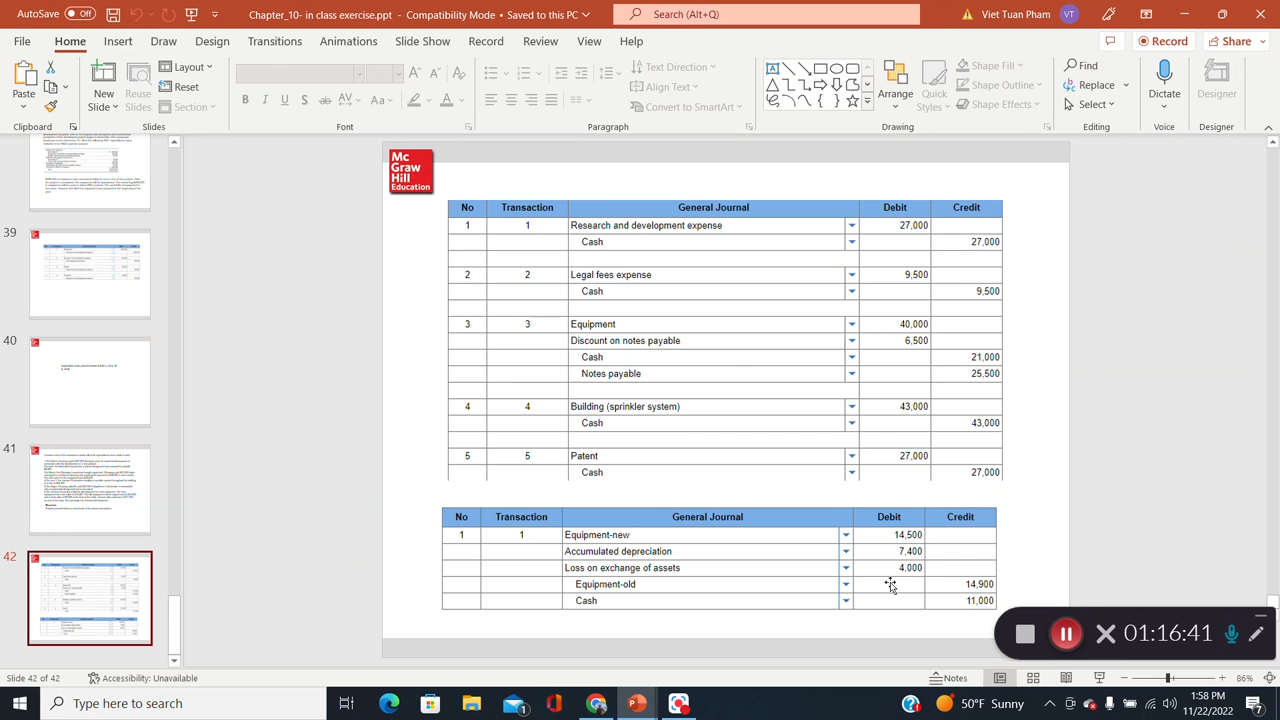 AutoSave Off Chapter_10- in class exercise.ppt - Compatibility Mode • Saved to this PC Search (Alt+Q) Viet Tuan Pham VT
File Home Insert Draw Design Transitions Animations Slide Show Record Review View Help Record Share
Paste New Slide Reuse Slides Layout Reset Section Text Direction Align Text Convert to SmartArt Arrange Quick Styles Shape Fill Shape Outline Shape Effects Find Replace Select Dictate Designer
Clipboard Slides Font Paragraph Drawing Editing Voice Designer
39
40
41
42
Mc
Graw
Hill
Education
No Transaction General Journal Debit Credit
1 1 Research and development expense 27,000
Cash 27,000
2 2 Legal fees expense 9,500
Cash 9,500
3 3 Equipment 40,000
Discount on notes payable 6,500
Cash 21,000
Notes payable 25,500
4 4 Building (sprinkler system) 43,000
Cash 43,000
5 5 Patent 27,000
Cash 27,000
No Transaction General Journal Debit Credit
1 1 Equipment-new 14,500
Accumulated depreciation 7,400
Loss on exchange of assets 4,000
Equipment-old 14,900
Cash 11,000
01:16:41
Slide 42 of 42 Accessibility: Unavailable Notes 86%
Type here to search 50°F Sunny 1:58 PM
11/22/2022